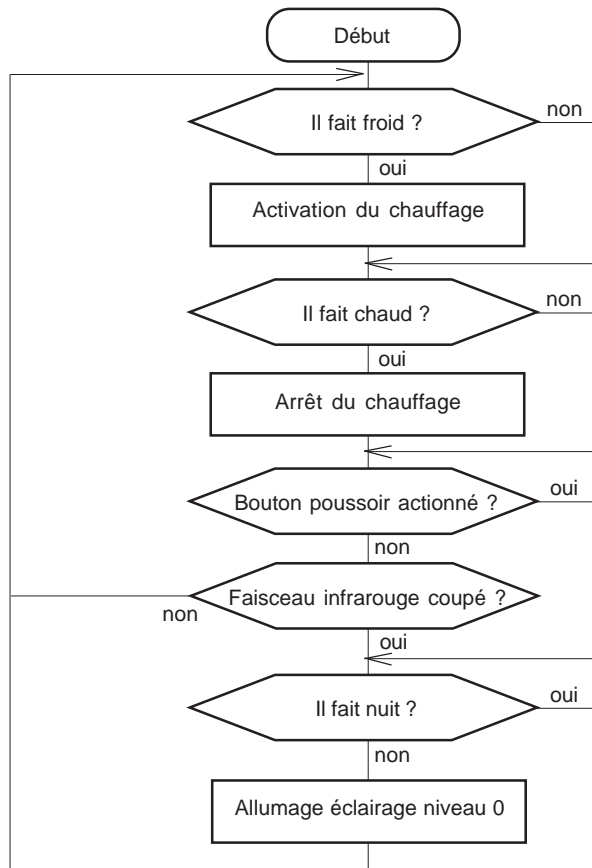 Début
Il fait froid ?
non
oui
Activation du chauffage
Il fait chaud ?
non
oui
Arrêt du chauffage
Bouton poussoir actionné ?
oui
non
Faisceau infrarouge coupé ?
non
oui
Il fait nuit ?
oui
non
Allumage éclairage niveau 0